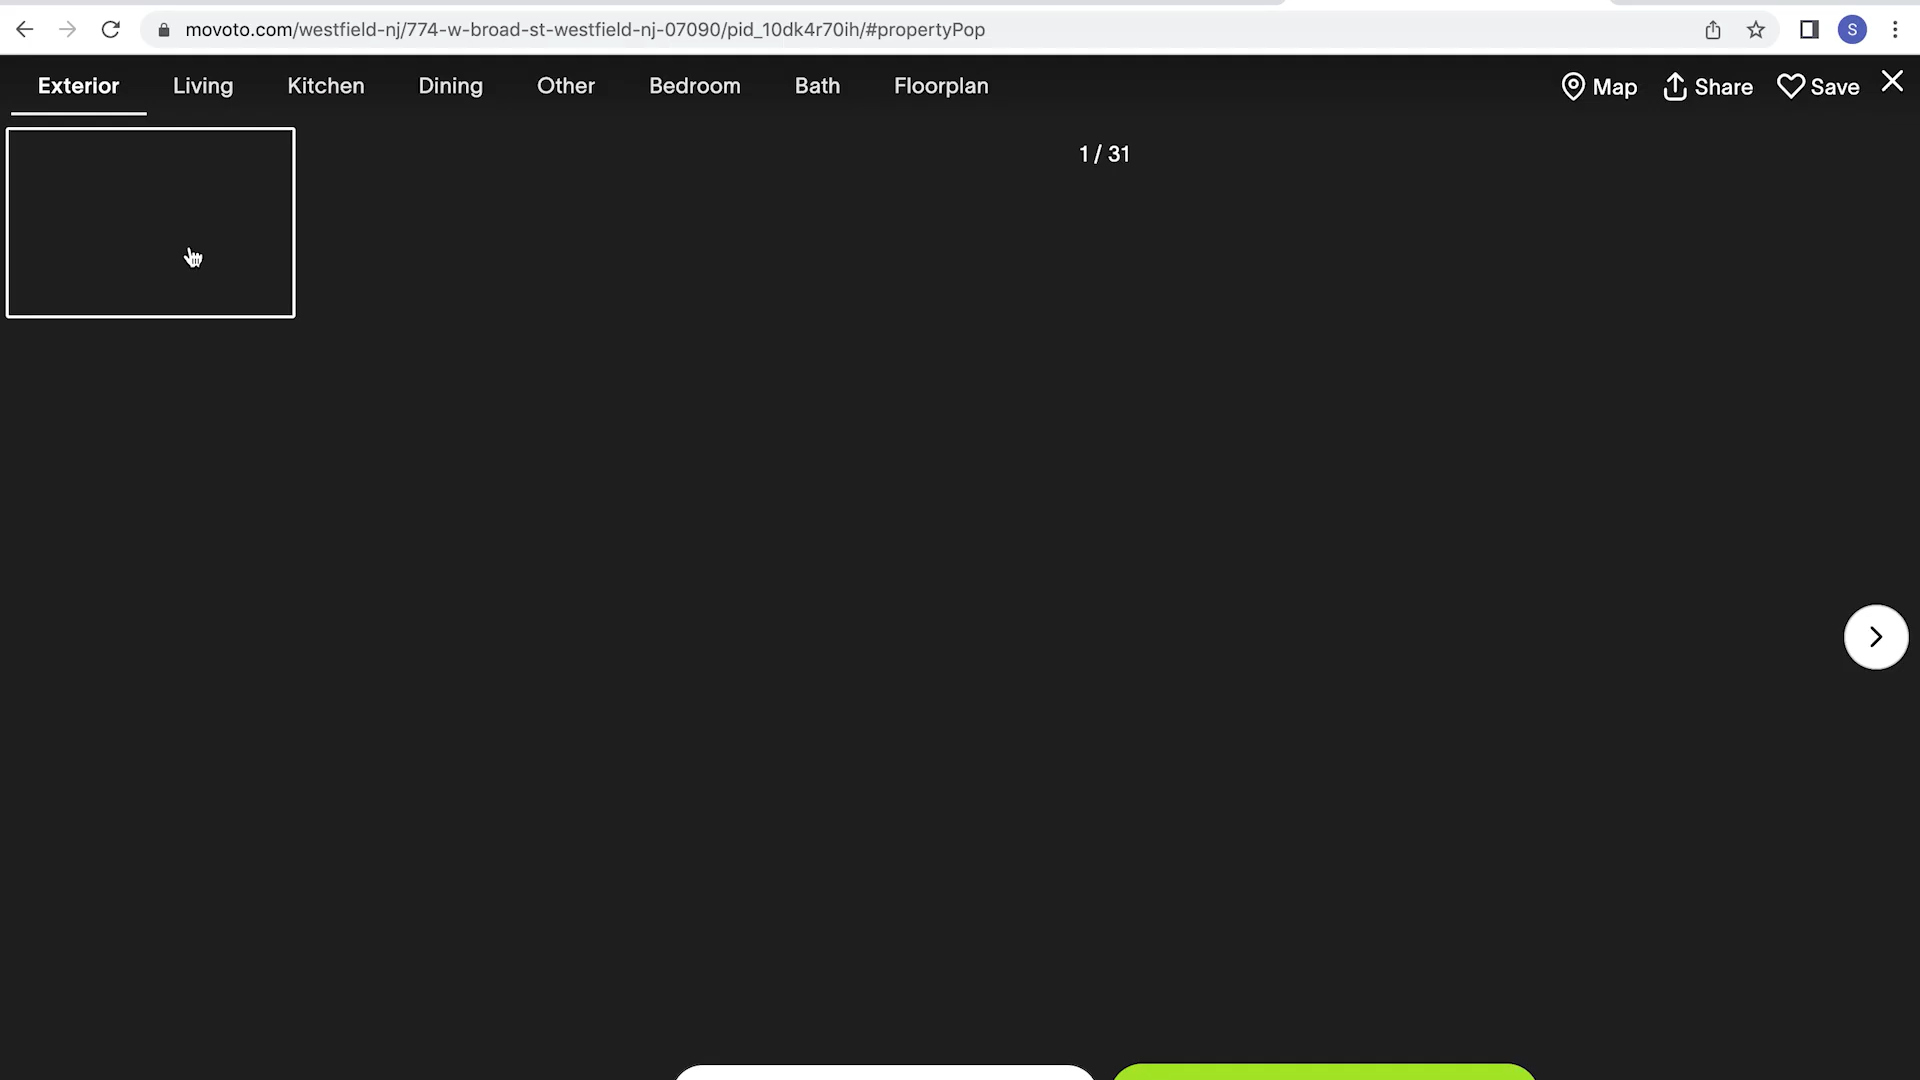 movoto.com/westfield-nj/774-w-broad-st-westfield-nj-07090/pid_10dk4r70ih/#propertyPop
S
Exterior Living Kitchen Dining Other Bedroom Bath Floorplan Map Share Save
1 / 31